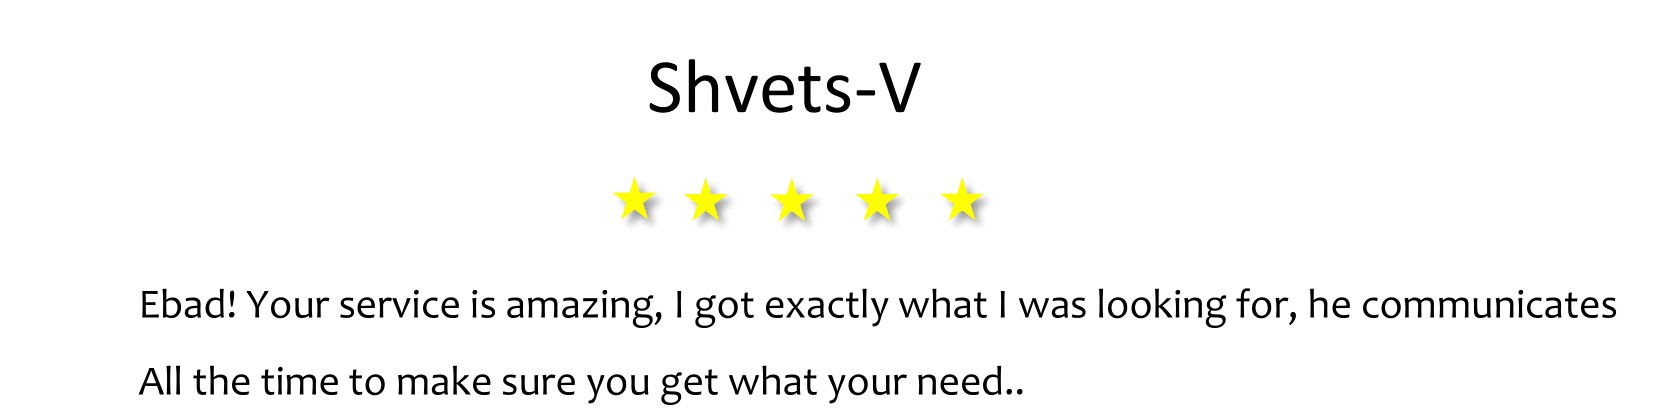 Shvets-V
Ebad! Your service is amazing, I got exactly what I was looking for, he communicates
All the time to make sure you get what your need..